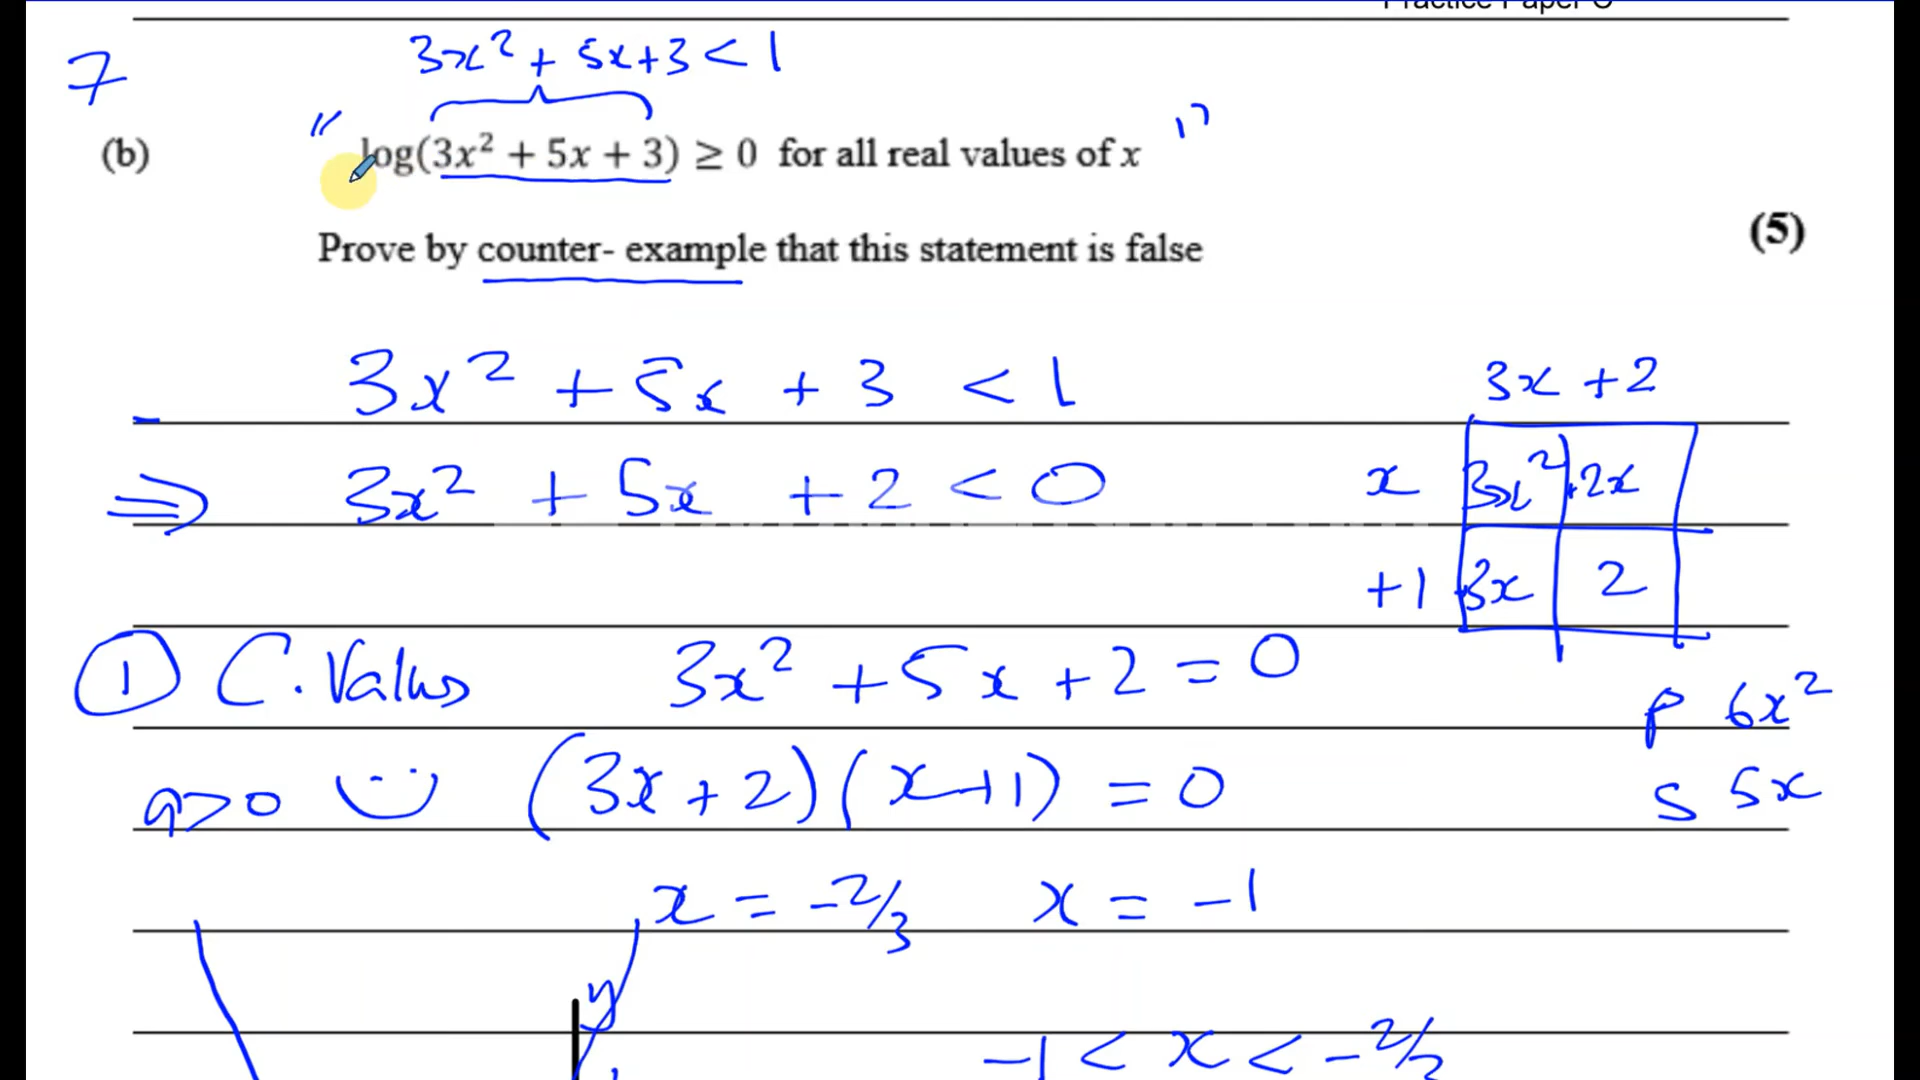 Practice Paper C
7
3x² + 5x + 3 < 1
(b) " log(3x² + 5x + 3) ≥ 0 for all real values of x "
Prove by counter- example that this statement is false
(5)
3x² + 5x + 3 < 1
⇒ 3x² + 5x + 2 < 0
3x + 2
x 3x² +2x
+1 3x 2
① C. Values 3x² + 5x + 2 = 0
p 6x²
a>0 (3x + 2)(x+1) = 0
s 5x
x = -2/3 x = -1
y
-1 < x < -2/3